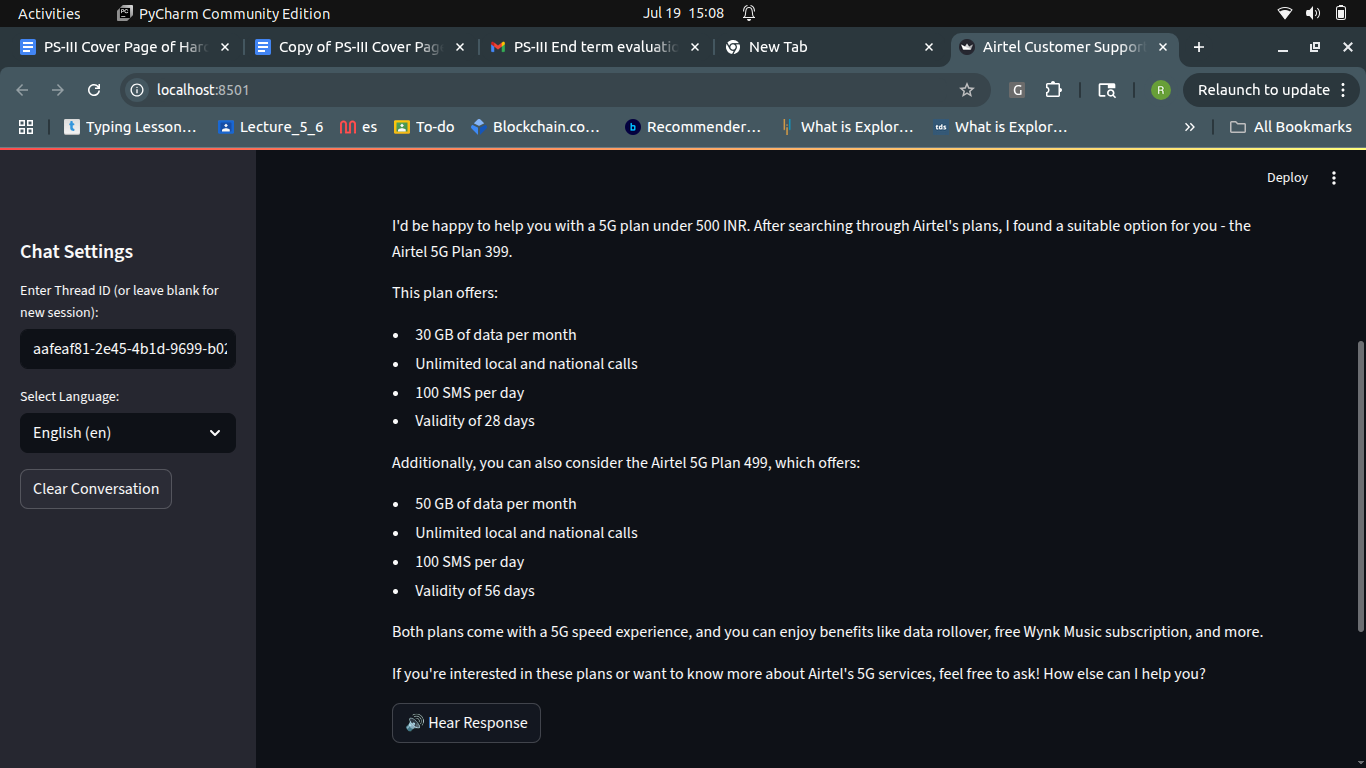 Activities
PyCharm Community Edition
Jul 19 15:08
PS-III Cover Page of Har
Copy of PS-III Cover Pag
PS-III End term evaluatio
New Tab
Airtel Customer Support
localhost:8501
G
R
Relaunch to update
Typing Lesson...
Lecture_5_6
es
To-do
Blockchain.co...
Recommender...
What is Explor...
tds
What is Explor...
»
All Bookmarks
Deploy
Chat Settings
Enter Thread ID (or leave blank for
new session):
aafeaf81-2e45-4b1d-9699-b02
Select Language:
English (en)
Clear Conversation
I'd be happy to help you with a 5G plan under 500 INR. After searching through Airtel's plans, I found a suitable option for you - the
Airtel 5G Plan 399.
This plan offers:
• 30 GB of data per month
• Unlimited local and national calls
• 100 SMS per day
• Validity of 28 days
Additionally, you can also consider the Airtel 5G Plan 499, which offers:
• 50 GB of data per month
• Unlimited local and national calls
• 100 SMS per day
• Validity of 56 days
Both plans come with a 5G speed experience, and you can enjoy benefits like data rollover, free Wynk Music subscription, and more.
If you're interested in these plans or want to know more about Airtel's 5G services, feel free to ask! How else can I help you?
🔊 Hear Response